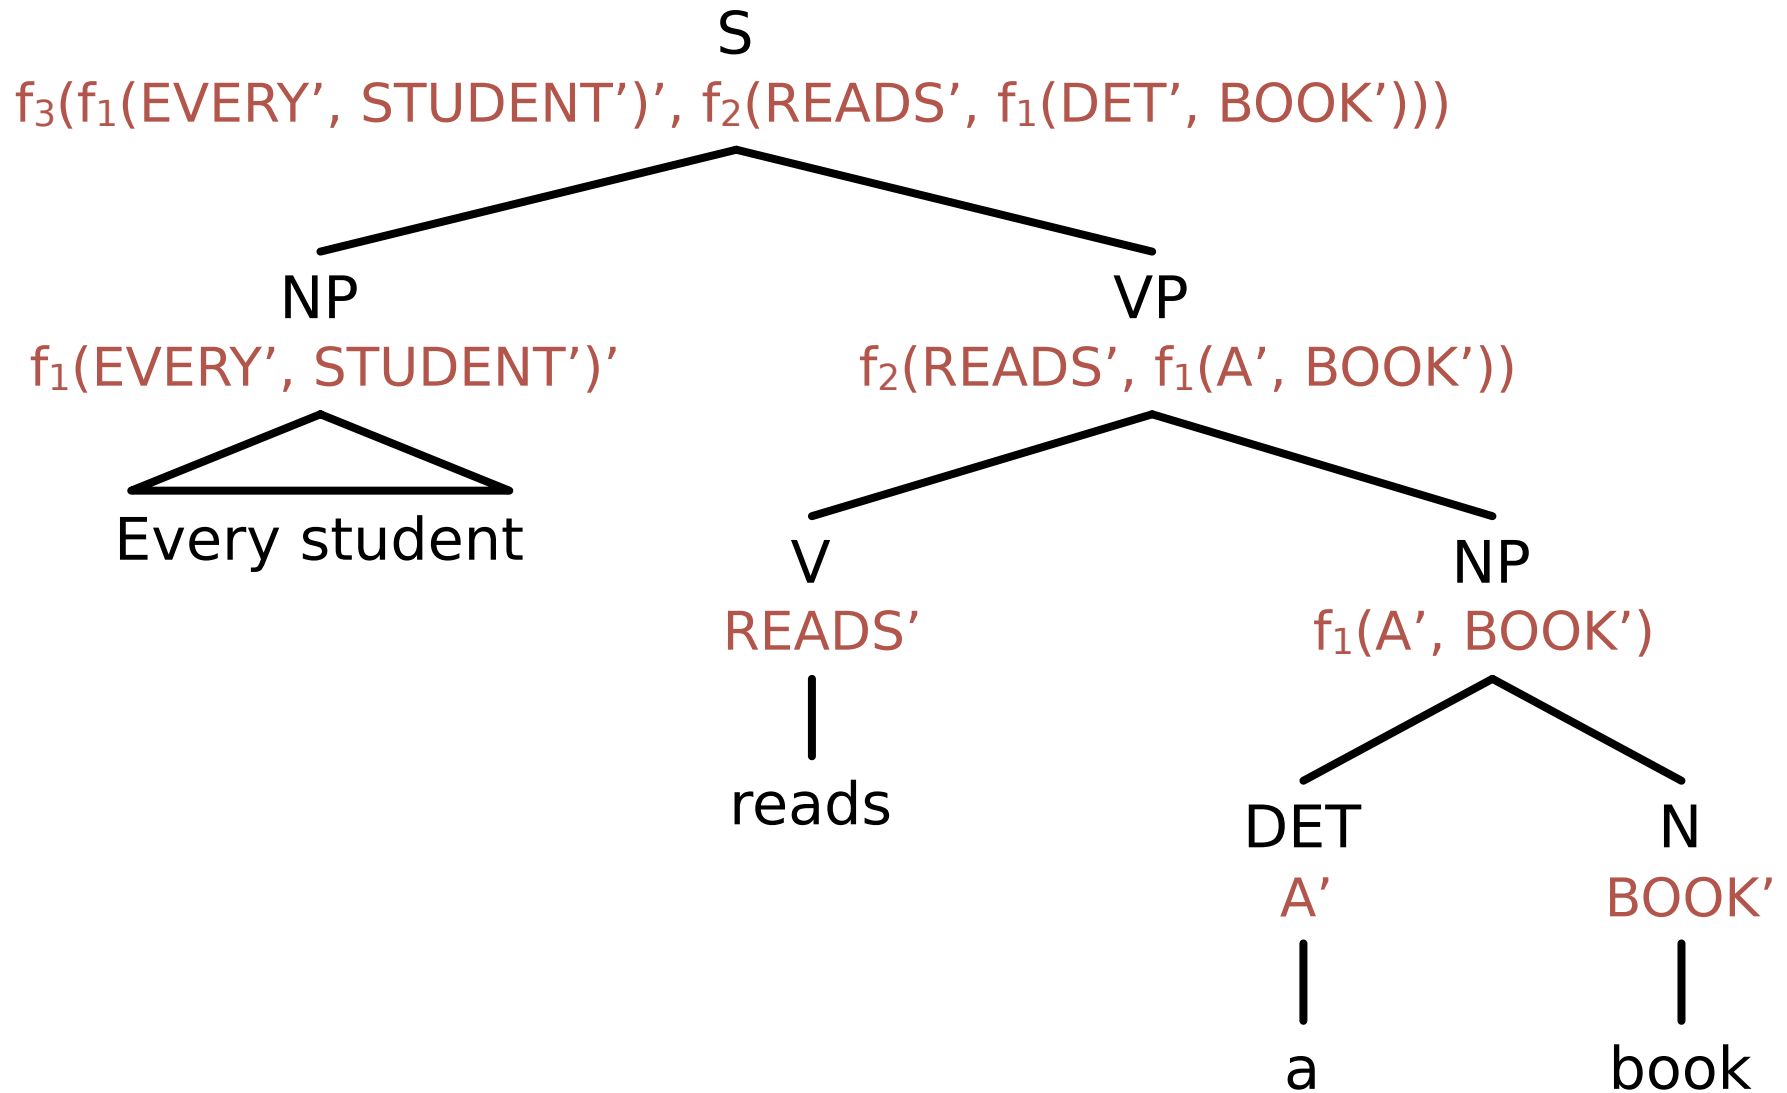 S
f₃(f₁(EVERY’, STUDENT’)’, f₂(READS’, f₁(DET’, BOOK’)))
NP VP
f₁(EVERY’, STUDENT’)’ f₂(READS’, f₁(A’, BOOK’))
Every student
V NP
READS’ f₁(A’, BOOK’)
reads
DET N
A’ BOOK’
a book